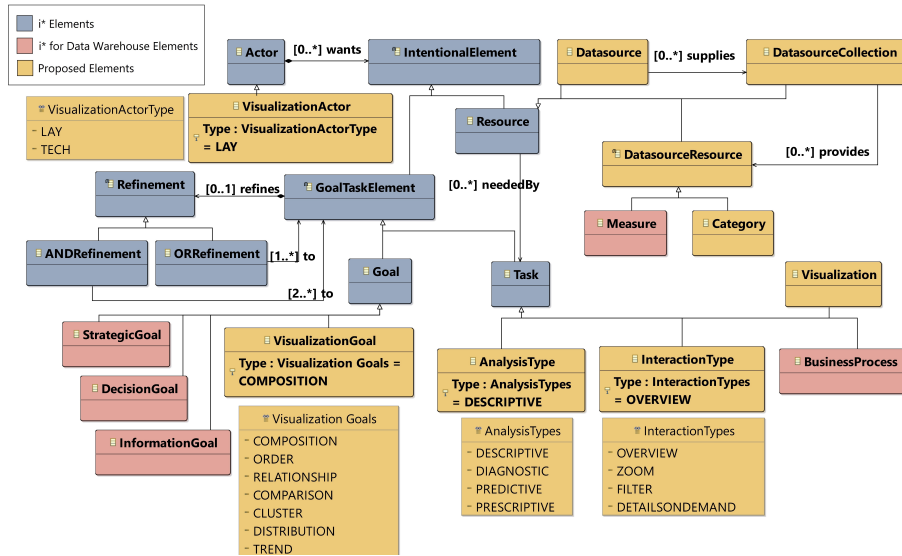 i* Elements
i* for Data Warehouse Elements
Proposed Elements
Actor
[0..*] wants
IntentionalElement
Datasource
[0..*] supplies
DatasourceCollection
VisualizationActorType
LAY
TECH
VisualizationActor
Type : VisualizationActorType
= LAY
Resource
DatasourceResource
[0..*] provides
Refinement
[0..1] refines
GoalTaskElement
[0..*] neededBy
Measure
Category
ANDRefinement
ORRefinement
[1..*] to
[2..*] to
Goal
Task
Visualization
StrategicGoal
DecisionGoal
InformationGoal
VisualizationGoal
Type : Visualization Goals =
COMPOSITION
AnalysisType
Type : AnalysisTypes
= DESCRIPTIVE
InteractionType
Type : InteractionTypes
= OVERVIEW
BusinessProcess
Visualization Goals
COMPOSITION
ORDER
RELATIONSHIP
COMPARISON
CLUSTER
DISTRIBUTION
TREND
AnalysisTypes
DESCRIPTIVE
DIAGNOSTIC
PREDICTIVE
PRESCRIPTIVE
InteractionTypes
OVERVIEW
ZOOM
FILTER
DETAILSONDEMAND